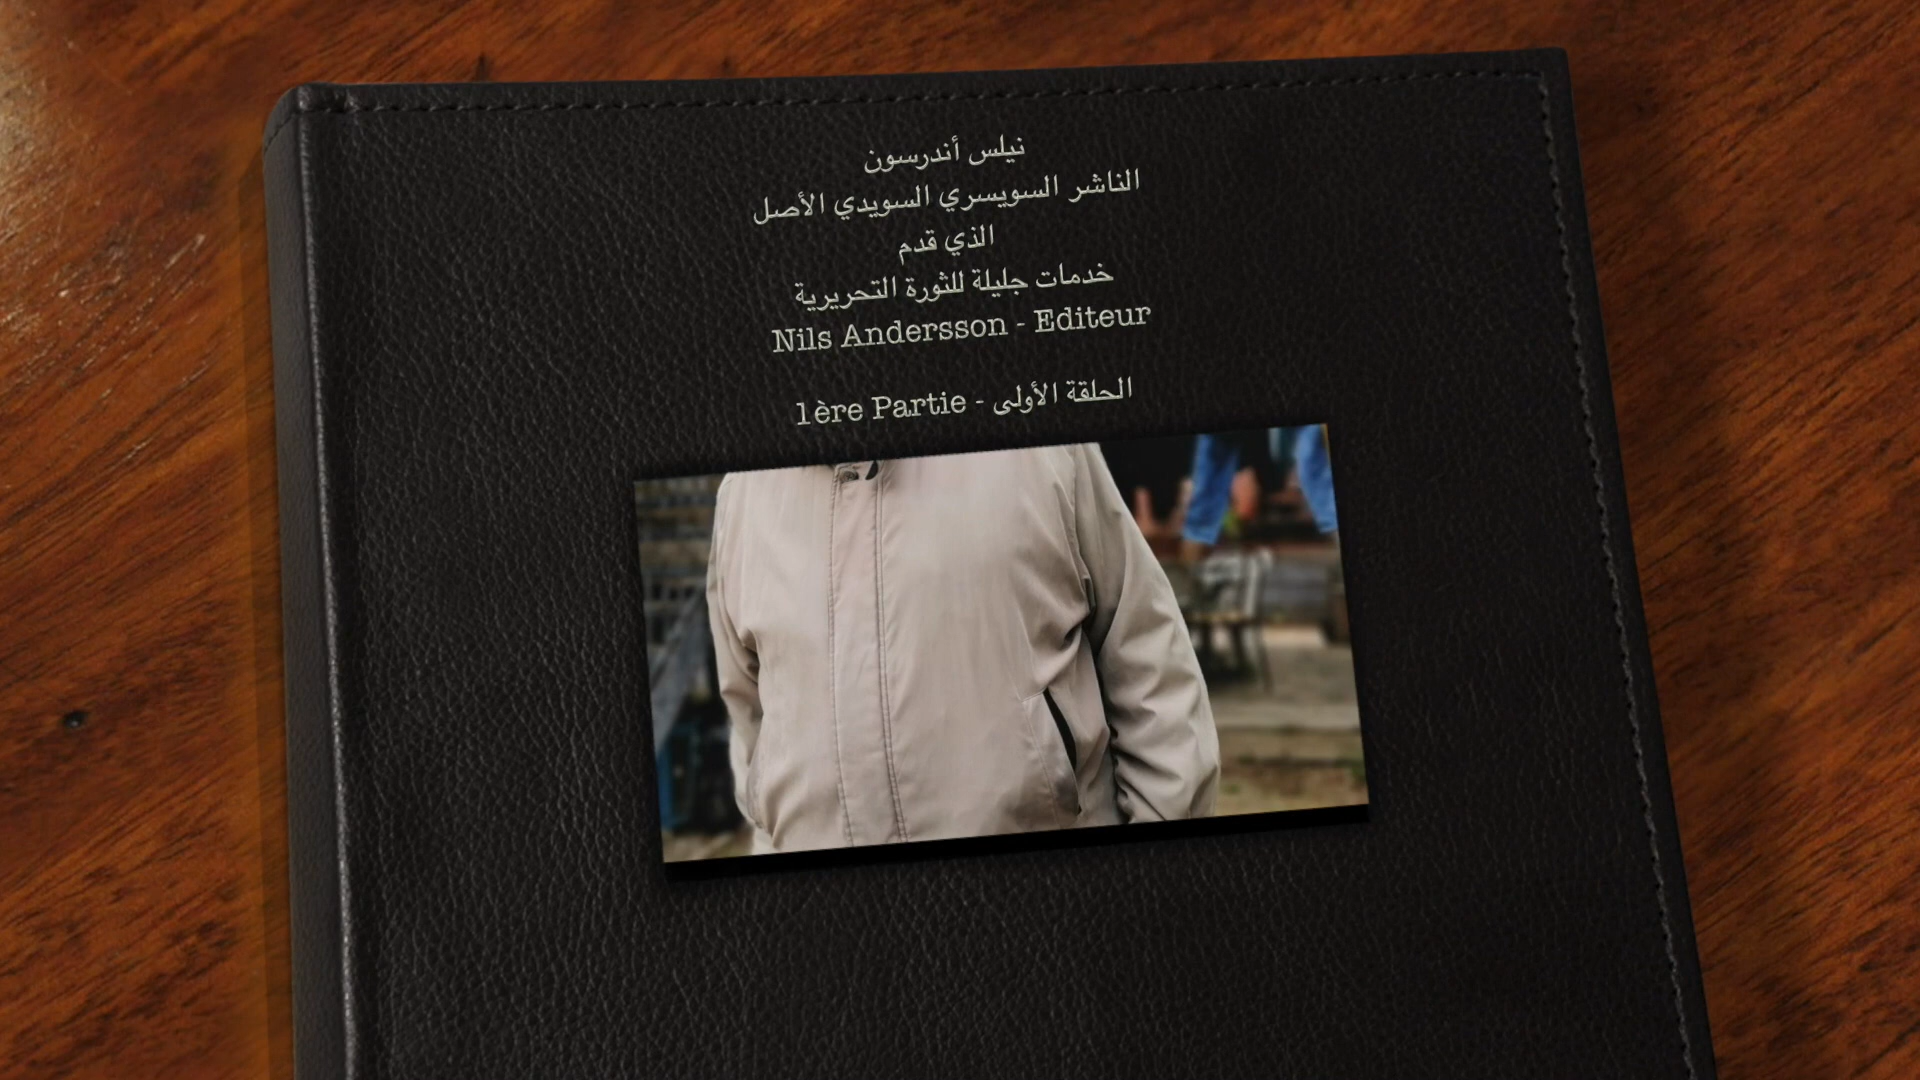 نيلس أندرسون
الناشر السويسري السويدي الأصل
الذي قدم
خدمات جليلة للثورة التحريرية
Nils Andersson - Editeur
1ère Partie - الحلقة الأولى